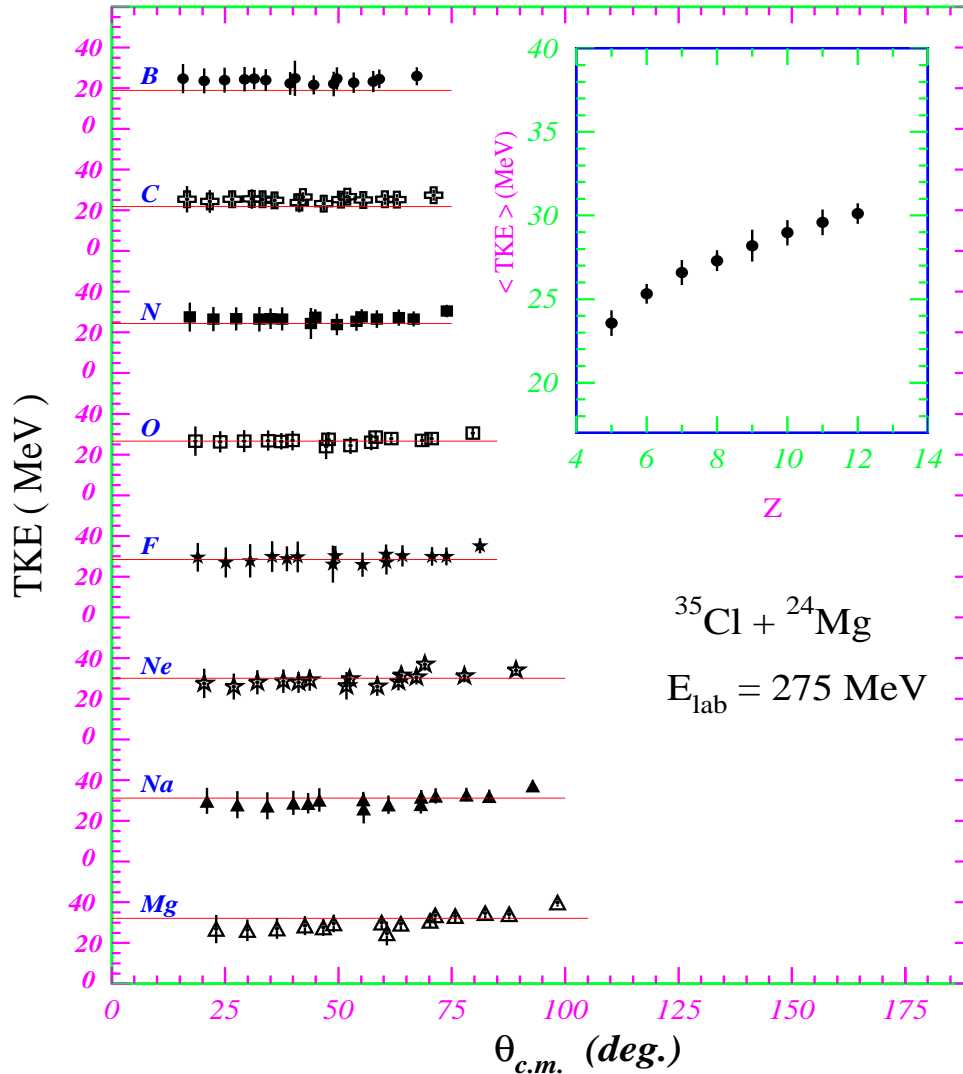 TKE ( MeV)
40
20
0
B
40
20
0
C
40
20
0
N
40
20
0
O
40
20
0
F
40
20
0
Ne
40
20
0
Na
40
20
0
Mg
0 25 50 75 100 125 150 175
θc.m. (deg.)
< TKE > (MeV)
40
35
30
25
20
4 6 8 10 12 14
Z
35Cl + 24Mg
Elab = 275 MeV